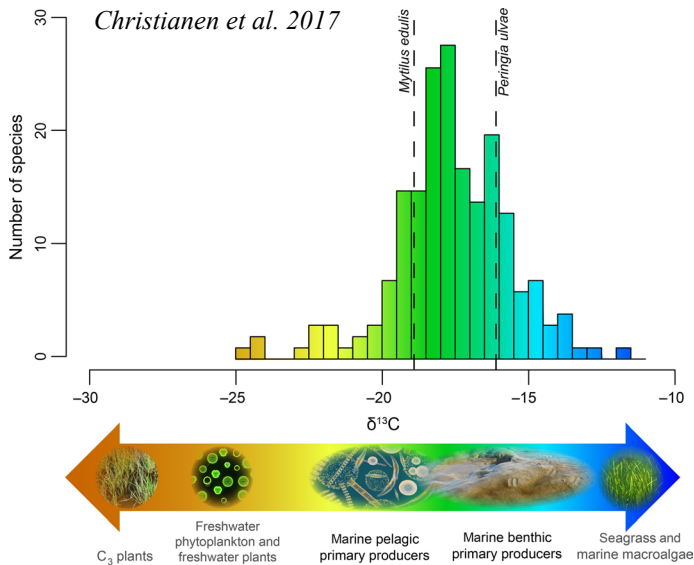 Christianen et al. 2017
Mytilus edulis
Peringia ulvae
Number of species
30
20
10
0
–30
–25
–20
–15
–10
δ¹³C
C₃ plants
Freshwater
phytoplankton and
freshwater plants
Marine pelagic
primary producers
Marine benthic
primary producers
Seagrass and
marine macroalgae